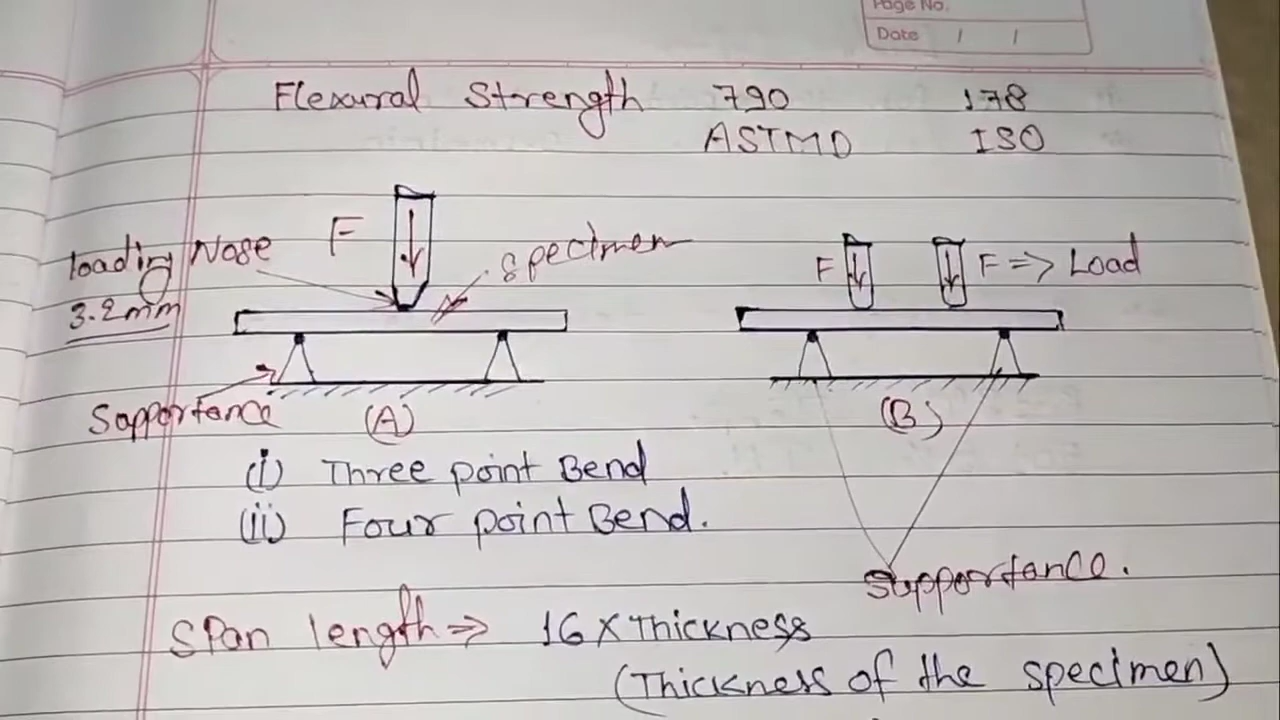 Page No.
Date / /
Flexural Strength 790 178
ASTMD ISO
loading Nose F specimen
3.2mm
F F => Load
Sopportance (A) (B)
(i) Three point Bend
(ii) Four point Bend.
Supportance.
Span length => 16 X Thickness
(Thickness of the specimen)